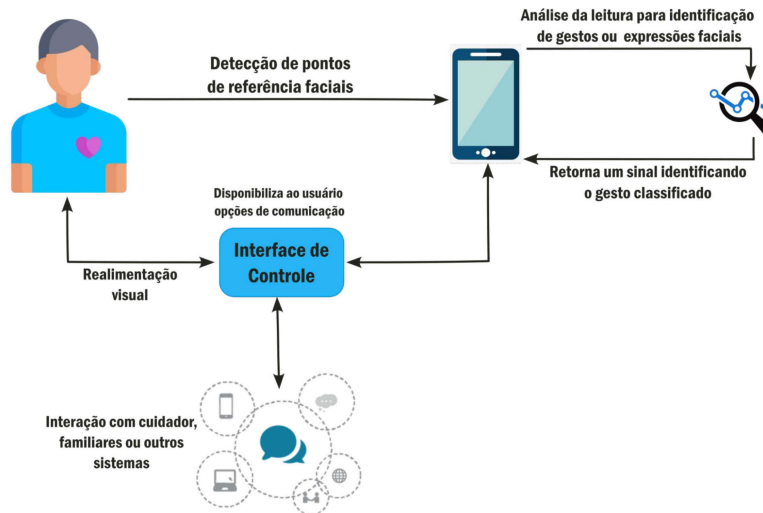 Análise da leitura para identificação
de gestos ou expressões faciais
Detecção de pontos
de referência faciais
Retorna um sinal identificando
o gesto classificado
Disponibiliza ao usuário
opções de comunicação
Interface de
Controle
Realimentação
visual
Interação com cuidador,
familiares ou outros
sistemas